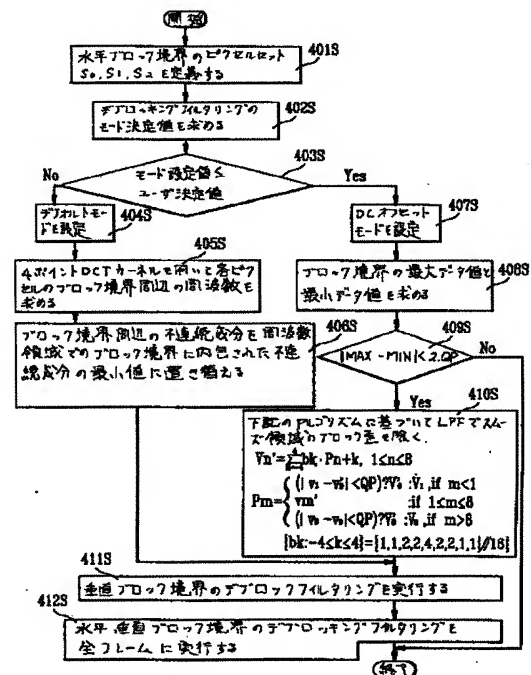 開始
水平ブロック境界のピクセルセット
S₀, S₁, S₂ を定義する
401S
デブロッキングフィルタリングの
モード決定値を求める
402S
モード設定値<
ユーザ決定値
403S
No
Yes
デフォルトモー
ドを設定
404S
DCオフセット
モードを設定
407S
4ポイントDCTカーネルを用いと各ピク
セルのブロック境界周辺の周波数を
求める
405S
ブロック境界の最大データ値と
最小データ値を求める
408S
ブロック境界周辺の不連続成分を周波数
領域でのブロック境界に内包された不連
続成分の最小値に置き換える
406S
|MAX-MIN|<2.QP
409S
No
Yes
下記のアルゴリズムに基づいてLPFでスムー
ズ領域のブロック歪を除く.
410S
Vn'=Σbk·Pn+k, 1≤n≤8
(|v₁-v₀|<QP)?V₀:V₁, if m<1
Pm= vm' :if 1≤m≤8
(|v₈-v₉|<QP)?V₉:V₈, if m>8
{bk:-4≤k≤4}={1,1,2,2,4,2,2,1,1}//16}
411S
垂直ブロック境界のデブロックフィルタリングを実行する
412S
水平,垂直ブロック境界のデブロッキングフィルタリングを
全フレームに実行する
終了